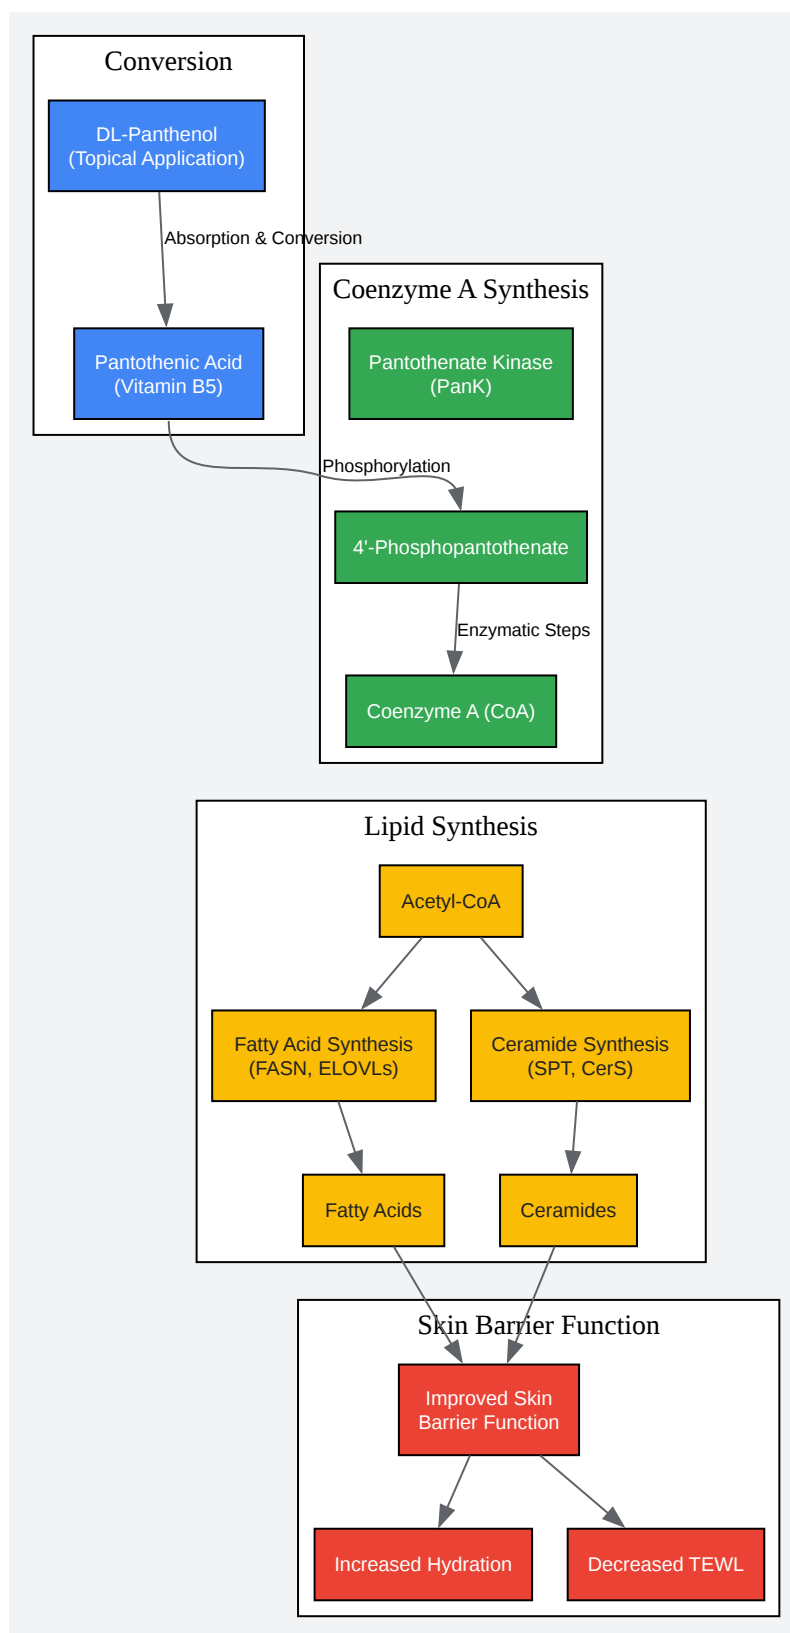 Conversion
DL-Panthenol
(Topical Application)
Absorption & Conversion
Pantothenic Acid
(Vitamin B5)
Coenzyme A Synthesis
Pantothenate Kinase
(PanK)
Phosphorylation
4'-Phosphopantothenate
Enzymatic Steps
Coenzyme A (CoA)
Lipid Synthesis
Acetyl-CoA
Fatty Acid Synthesis
(FASN, ELOVLs)
Ceramide Synthesis
(SPT, CerS)
Fatty Acids
Ceramides
Skin Barrier Function
Improved Skin
Barrier Function
Increased Hydration
Decreased TEWL